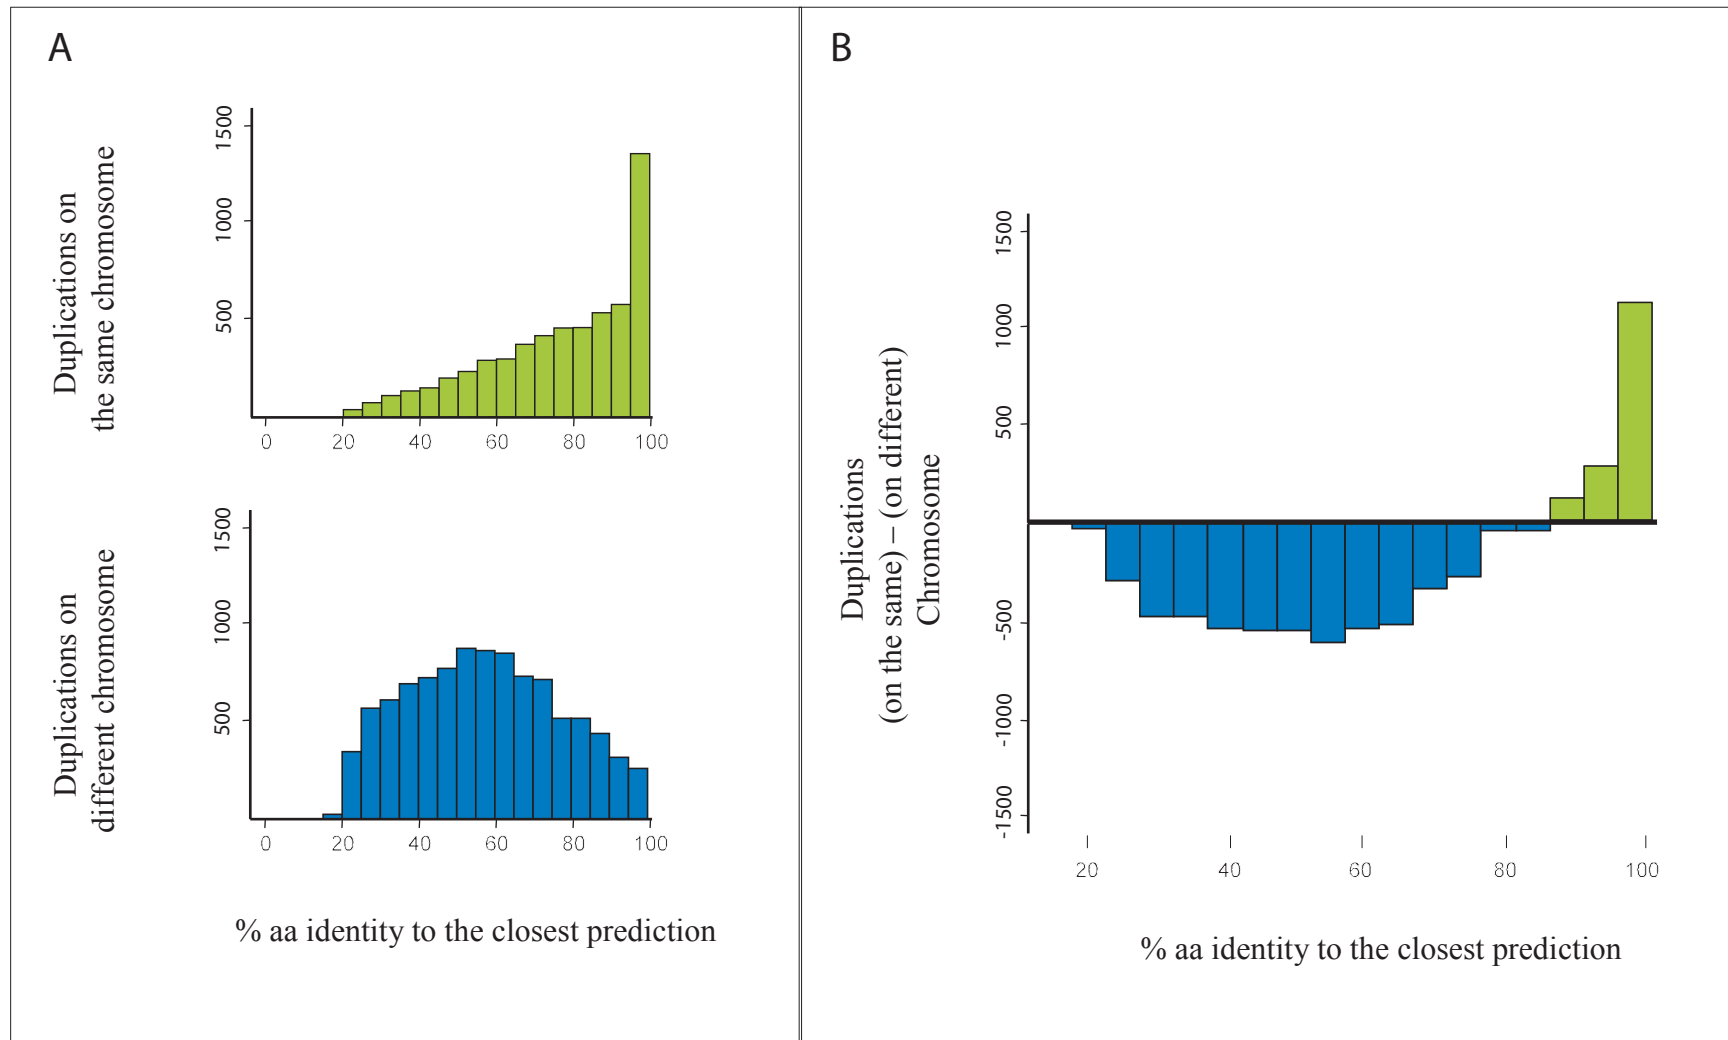 A
Duplications on
the same chromosome
1500
1000
500
0 20 40 60 80 100
Duplications on
different chromosome
1500
1000
500
0 20 40 60 80 100
% aa identity to the closest prediction
B
Duplications
(on the same) – (on different)
Chromosome
1500
1000
500
-500
-1000
-1500
20 40 60 80 100
% aa identity to the closest prediction